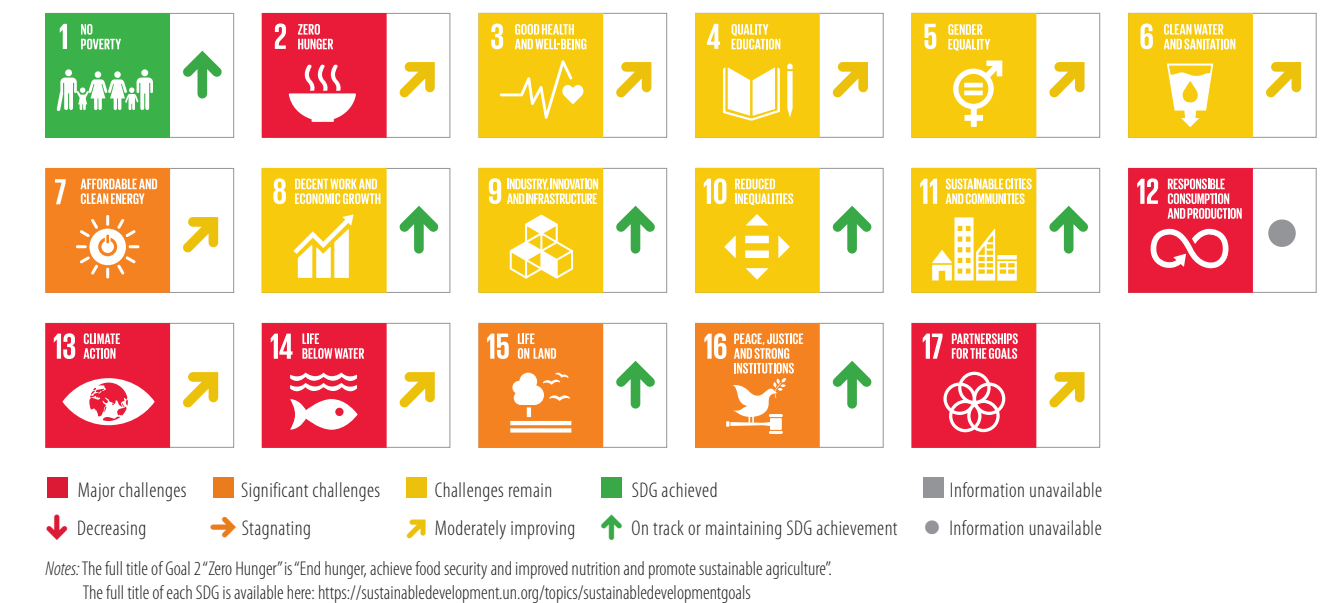 1 NO POVERTY
2 ZERO HUNGER
3 GOOD HEALTH AND WELL-BEING
4 QUALITY EDUCATION
5 GENDER EQUALITY
6 CLEAN WATER AND SANITATION
7 AFFORDABLE AND CLEAN ENERGY
8 DECENT WORK AND ECONOMIC GROWTH
9 INDUSTRY, INNOVATION AND INFRASTRUCTURE
10 REDUCED INEQUALITIES
11 SUSTAINABLE CITIES AND COMMUNITIES
12 RESPONSIBLE CONSUMPTION AND PRODUCTION
13 CLIMATE ACTION
14 LIFE BELOW WATER
15 LIFE ON LAND
16 PEACE, JUSTICE AND STRONG INSTITUTIONS
17 PARTNERSHIPS FOR THE GOALS
Major challenges Significant challenges Challenges remain SDG achieved Information unavailable
Decreasing Stagnating Moderately improving On track or maintaining SDG achievement Information unavailable
Notes: The full title of Goal 2 “Zero Hunger” is “End hunger, achieve food security and improved nutrition and promote sustainable agriculture”.
The full title of each SDG is available here: https://sustainabledevelopment.un.org/topics/sustainabledevelopmentgoals